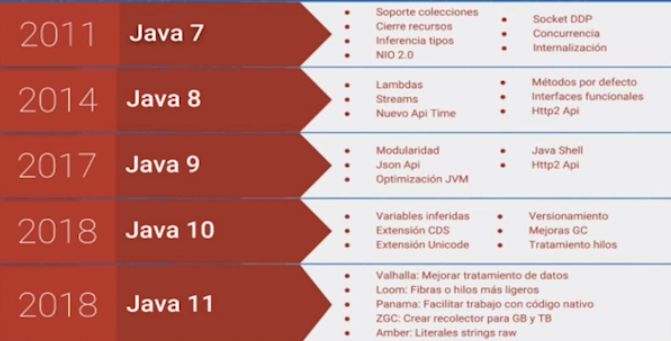 2011
Java 7
Soporte colecciones
Cierre recursos
Inferencia tipos
NIO 2.0
Socket DDP
Concurrencia
Internalización
2014
Java 8
Lambdas
Streams
Nuevo Api Time
Métodos por defecto
Interfaces funcionales
Http2 Api
2017
Java 9
Modularidad
Json Api
Optimización JVM
Java Shell
Http2 Api
2018
Java 10
Variables inferidas
Extensión CDS
Extensión Unicode
Versionamiento
Mejoras GC
Tratamiento hilos
2018
Java 11
Valhalla: Mejorar tratamiento de datos
Loom: Fibras o hilos más ligeros
Panama: Facilitar trabajo con código nativo
ZGC: Crear recolector para GB y TB
Amber: Literales strings raw